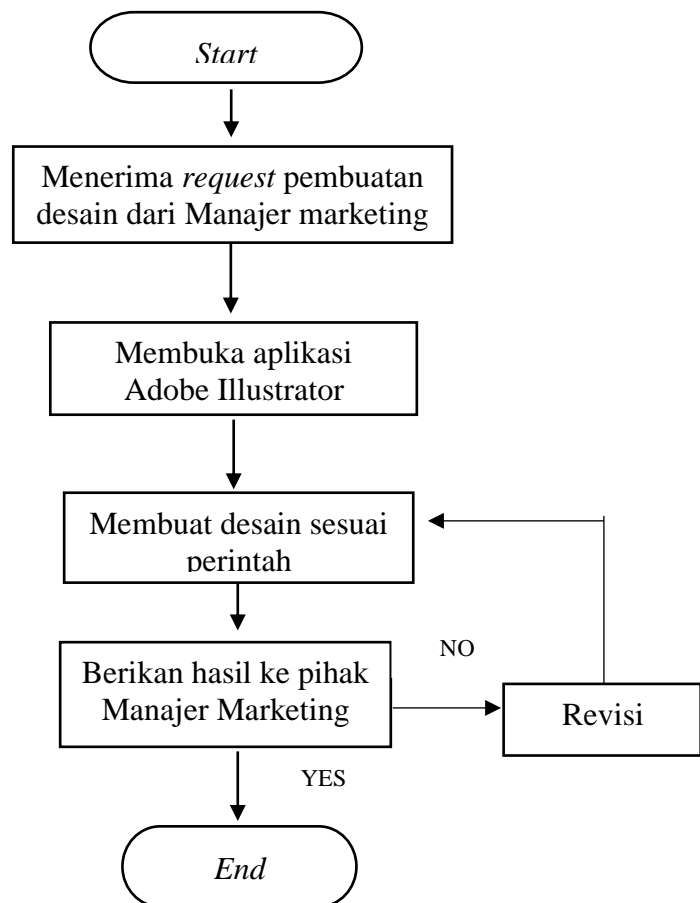 Start
Menerima request pembuatan
desain dari Manajer marketing
Membuka aplikasi
Adobe Illustrator
Membuat desain sesuai
perintah
Berikan hasil ke pihak
Manajer Marketing
NO
Revisi
YES
End